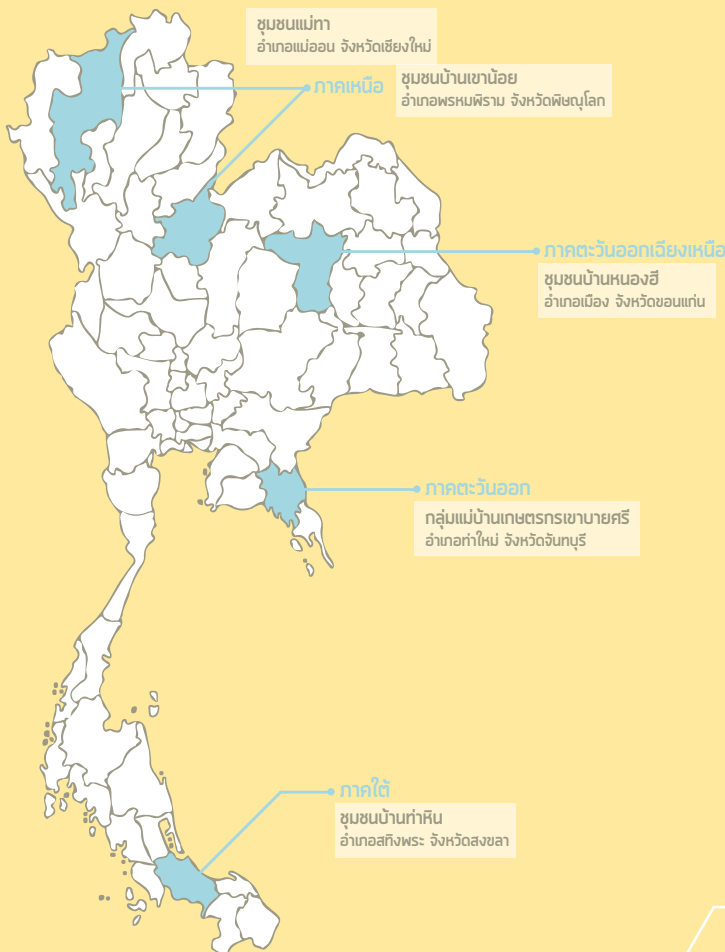 ชุมชนแม่ทา
อำเภอแม่ออน จังหวัดเชียงใหม่
ภาคเหนือ
ชุมชนบ้านเขาน้อย
อำเภอพรหมพิราม จังหวัดพิษณุโลก
ภาคตะวันออกเฉียงเหนือ
ชุมชนบ้านหนองฮี
อำเภอเมือง จังหวัดขอนแก่น
ภาคตะวันออก
กลุ่มแม่บ้านเกษตรกรเขาบายศรี
อำเภอท่าใหม่ จังหวัดจันทบุรี
ภาคใต้
ชุมชนบ้านท่าหิน
อำเภอสทิงพระ จังหวัดสงขลา